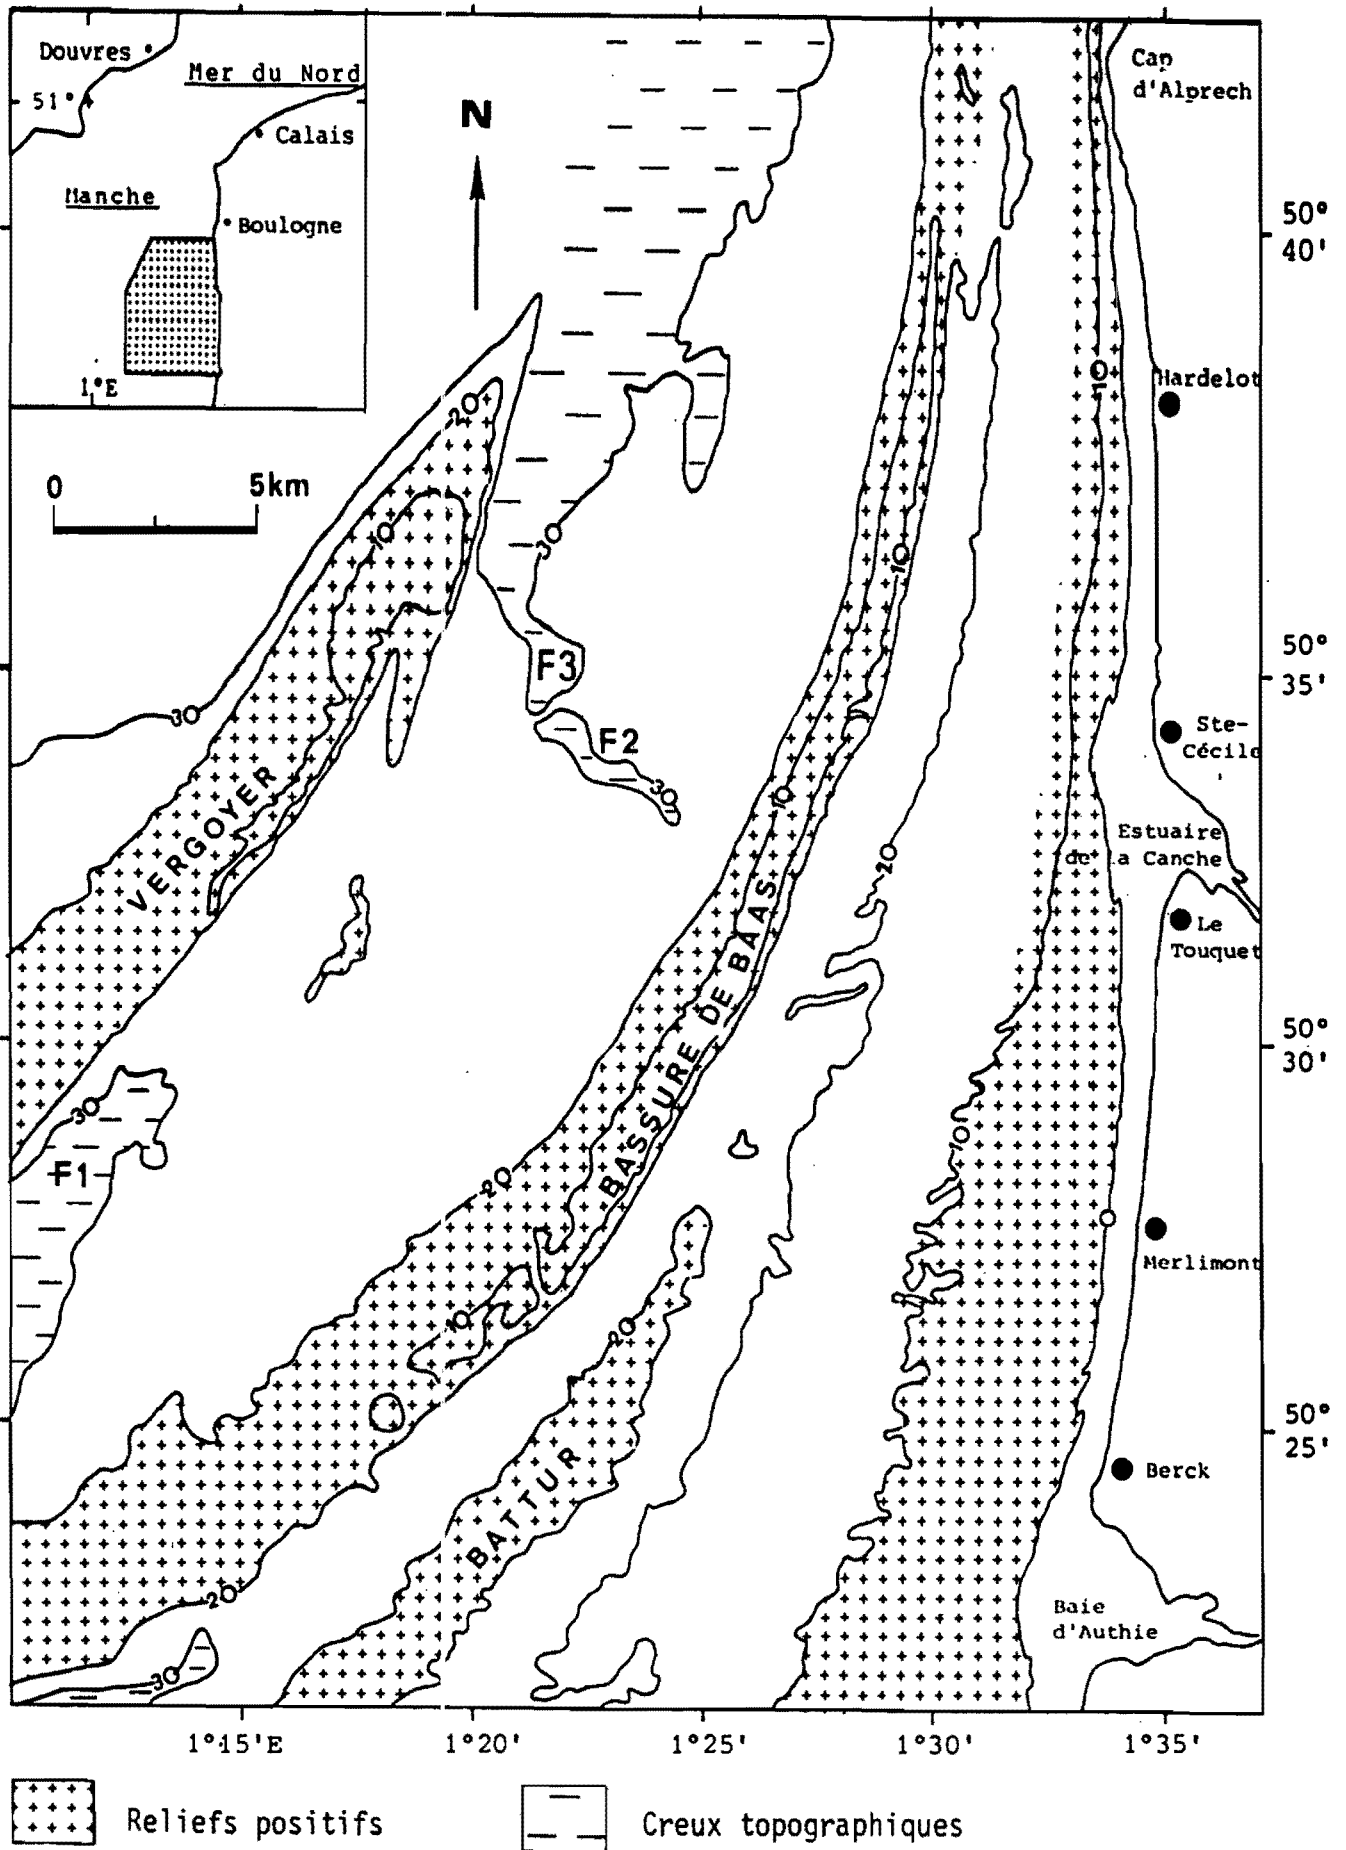 Douvres
Mer du Nord
51°
Calais
Manche
Boulogne
1°E
N
0 5km
Cap
d'Alprech
50°
40'
10
Hardelot
20
10
30
10
50°
35'
F3
30
F2
30
Ste-
Cécile
10
VERGOYER
Estuaire
de la Canche
20
Le
Touquet
BASSURE DE BAAS
50°
30'
30
10
F1
20
0
Merlimont
10
20
50°
25'
BATTUR
Berck
20
Baie
d'Authie
30
1°15'E 1°20' 1°25' 1°30' 1°35'
Reliefs positifs
Creux topographiques